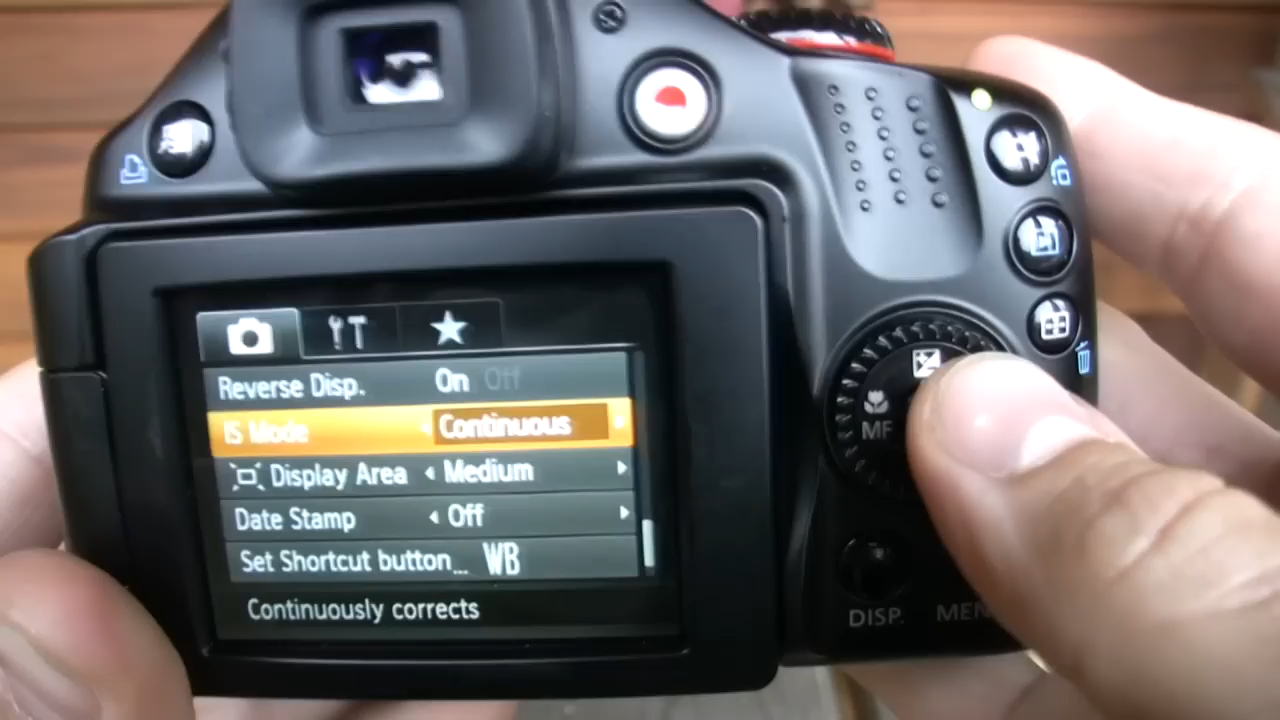 Reverse Disp. On Off
IS Mode Continuous
Display Area Medium
Date Stamp Off
Set Shortcut button... WB
Continuously corrects
MF
DISP. MEN